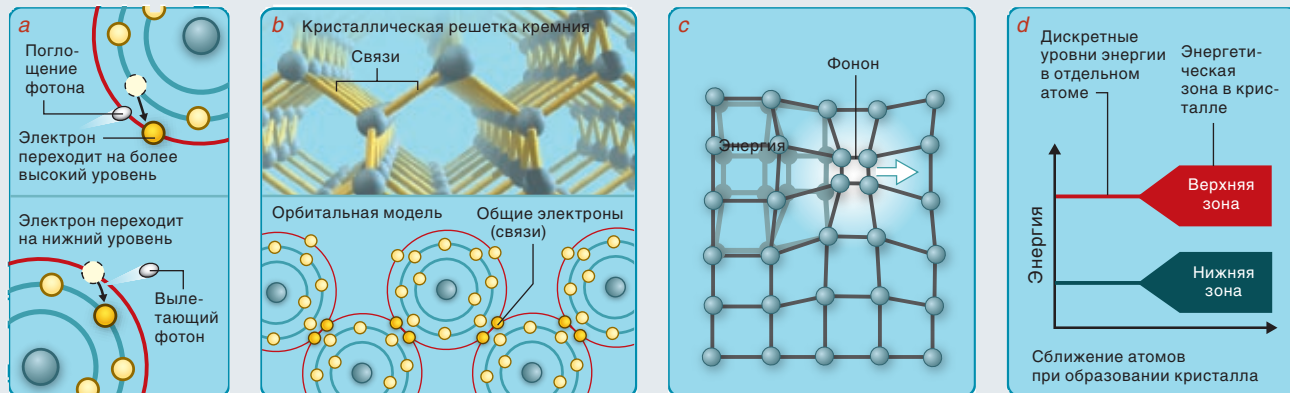 a
Погло-
щение
фотона
Электрон
переходит на более
высокий уровень
Электрон переходит
на нижний уровень
Выле-
тающий
фотон
b
Кристаллическая решетка кремния
Связи
Орбитальная модель
Общие электроны
(связи)
c
Фонон
Энергия
d
Дискретные
уровни энергии
в отдельном
атоме
Энергети-
ческая
зона в крис-
талле
Энергия
Верхняя
зона
Нижняя
зона
Сближение атомов
при образовании кристалла